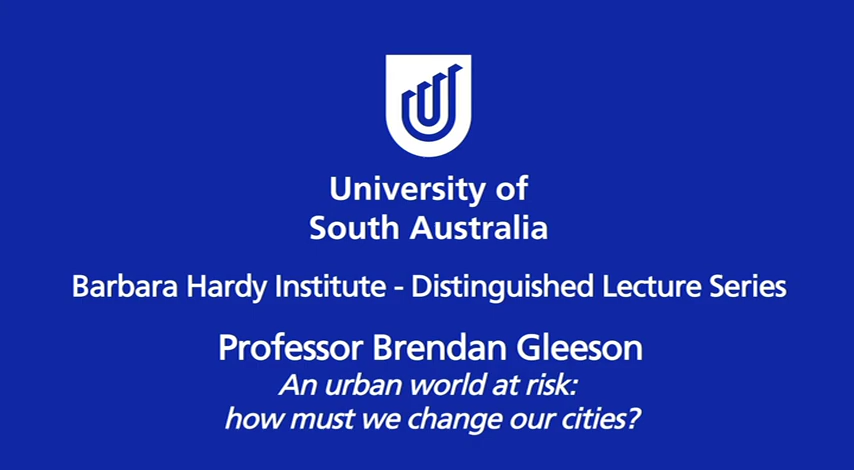 University of
South Australia
Barbara Hardy Institute - Distinguished Lecture Series
Professor Brendan Gleeson
An urban world at risk:
how must we change our cities?